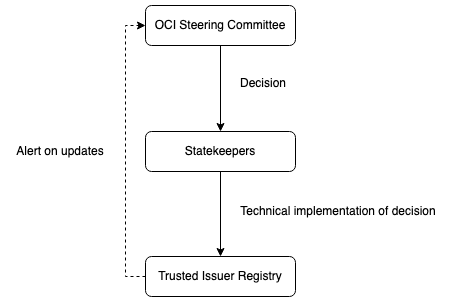 OCI Steering Committee
Decision
Alert on updates
Statekeepers
Technical implementation of decision
Trusted Issuer Registry